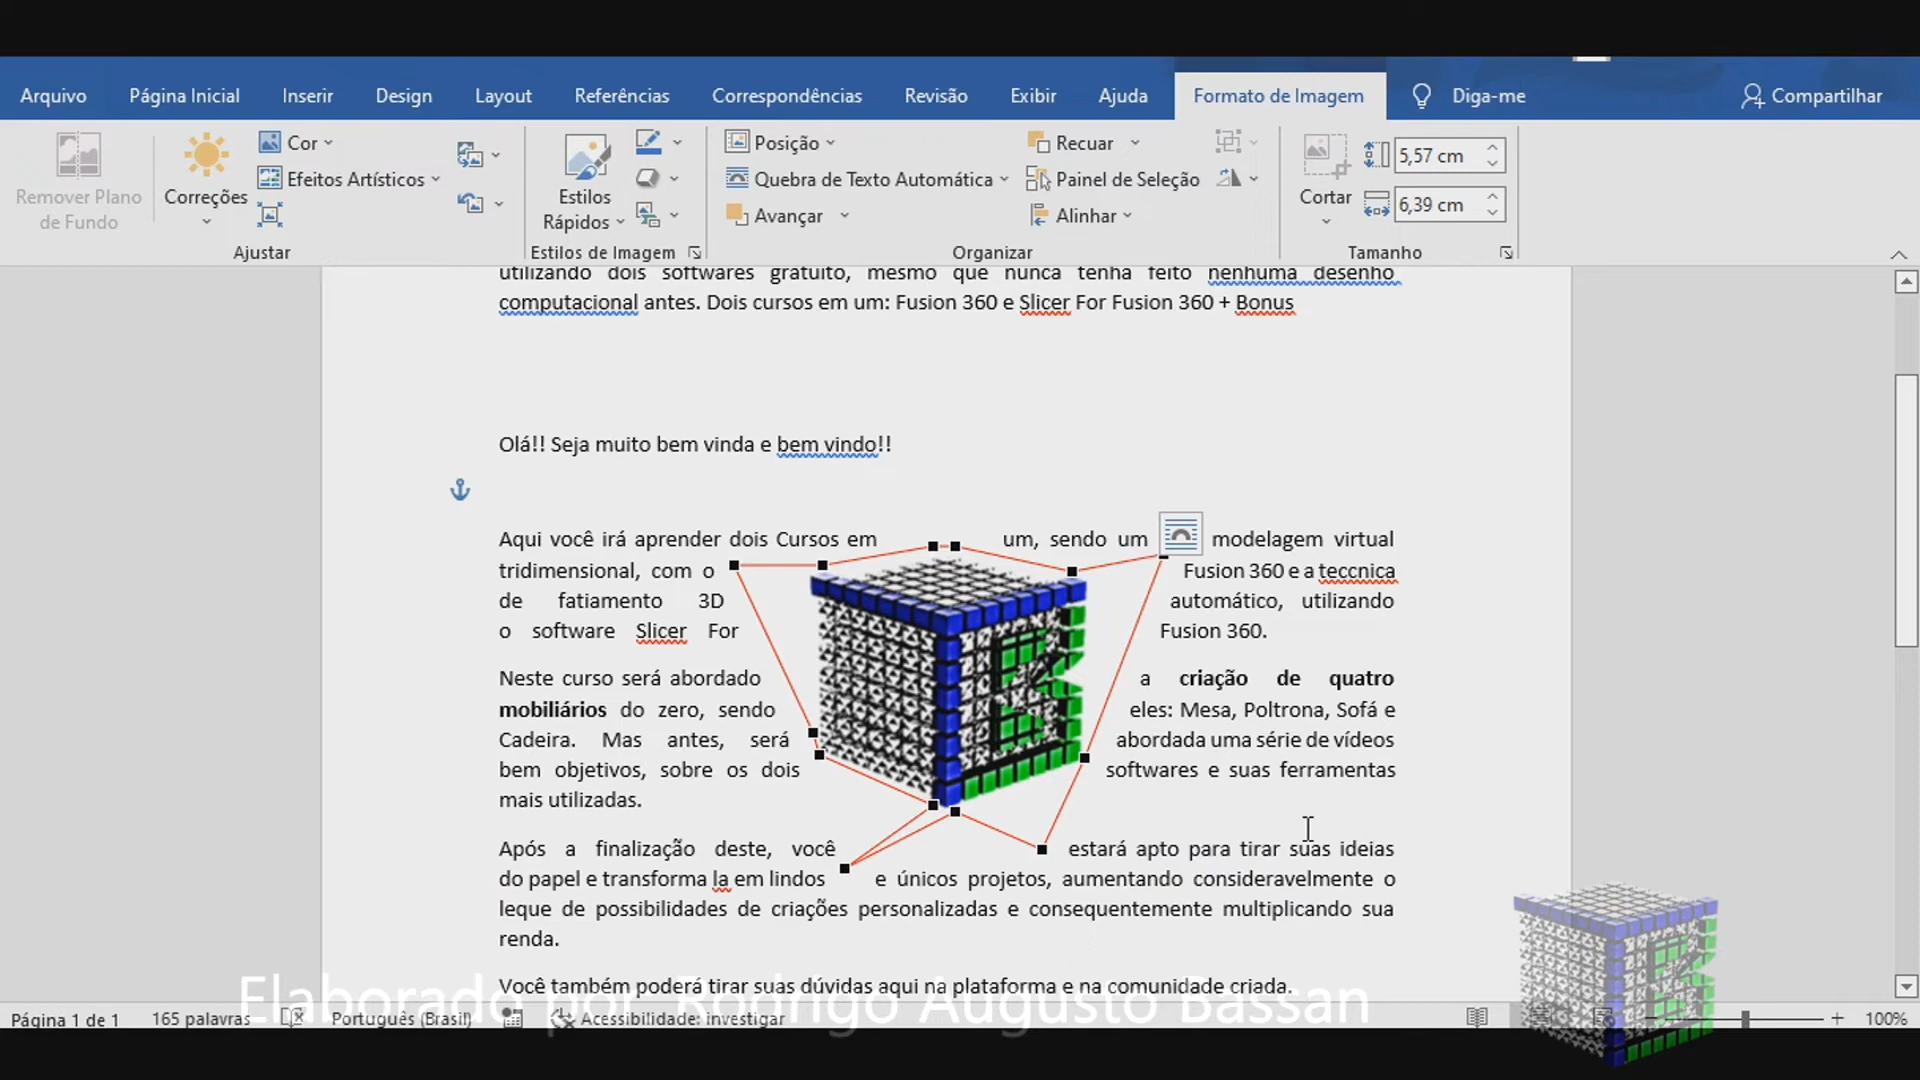 Arquivo Página Inicial Inserir Design Layout Referências Correspondências Revisão Exibir Ajuda Formato de Imagem Diga-me Compartilhar
Remover Plano de Fundo
Correções
Cor
Efeitos Artísticos
Ajustar
Estilos Rápidos
Estilos de Imagem
Posição
Quebra de Texto Automática
Avançar
Recuar
Painel de Seleção
Alinhar
Organizar
Cortar
5,57 cm
6,39 cm
Tamanho
utilizando dois softwares gratuito, mesmo que nunca tenha feito nenhuma desenho
computacional antes. Dois cursos em um: Fusion 360 e Slicer For Fusion 360 + Bonus
Olá!! Seja muito bem vinda e bem vindo!!
Aqui você irá aprender dois Cursos em um, sendo um modelagem virtual
tridimensional, com o Fusion 360 e a teccnica
de fatiamento 3D automático, utilizando
o software Slicer For Fusion 360.
Neste curso será abordado a criação de quatro
mobiliários do zero, sendo eles: Mesa, Poltrona, Sofá e
Cadeira. Mas antes, será abordada uma série de vídeos
bem objetivos, sobre os dois softwares e suas ferramentas
mais utilizadas.
Após a finalização deste, você estará apto para tirar suas ideias
do papel e transforma la em lindos e únicos projetos, aumentando consideravelmente o
leque de possibilidades de criações personalizadas e consequentemente multiplicando sua
renda.
Você também poderá tirar suas dúvidas aqui na plataforma e na comunidade criada.
Elaborado por: Rodrigo Augusto Bassan
Página 1 de 1 165 palavras Português (Brasil) Acessibilidade: investigar 100%